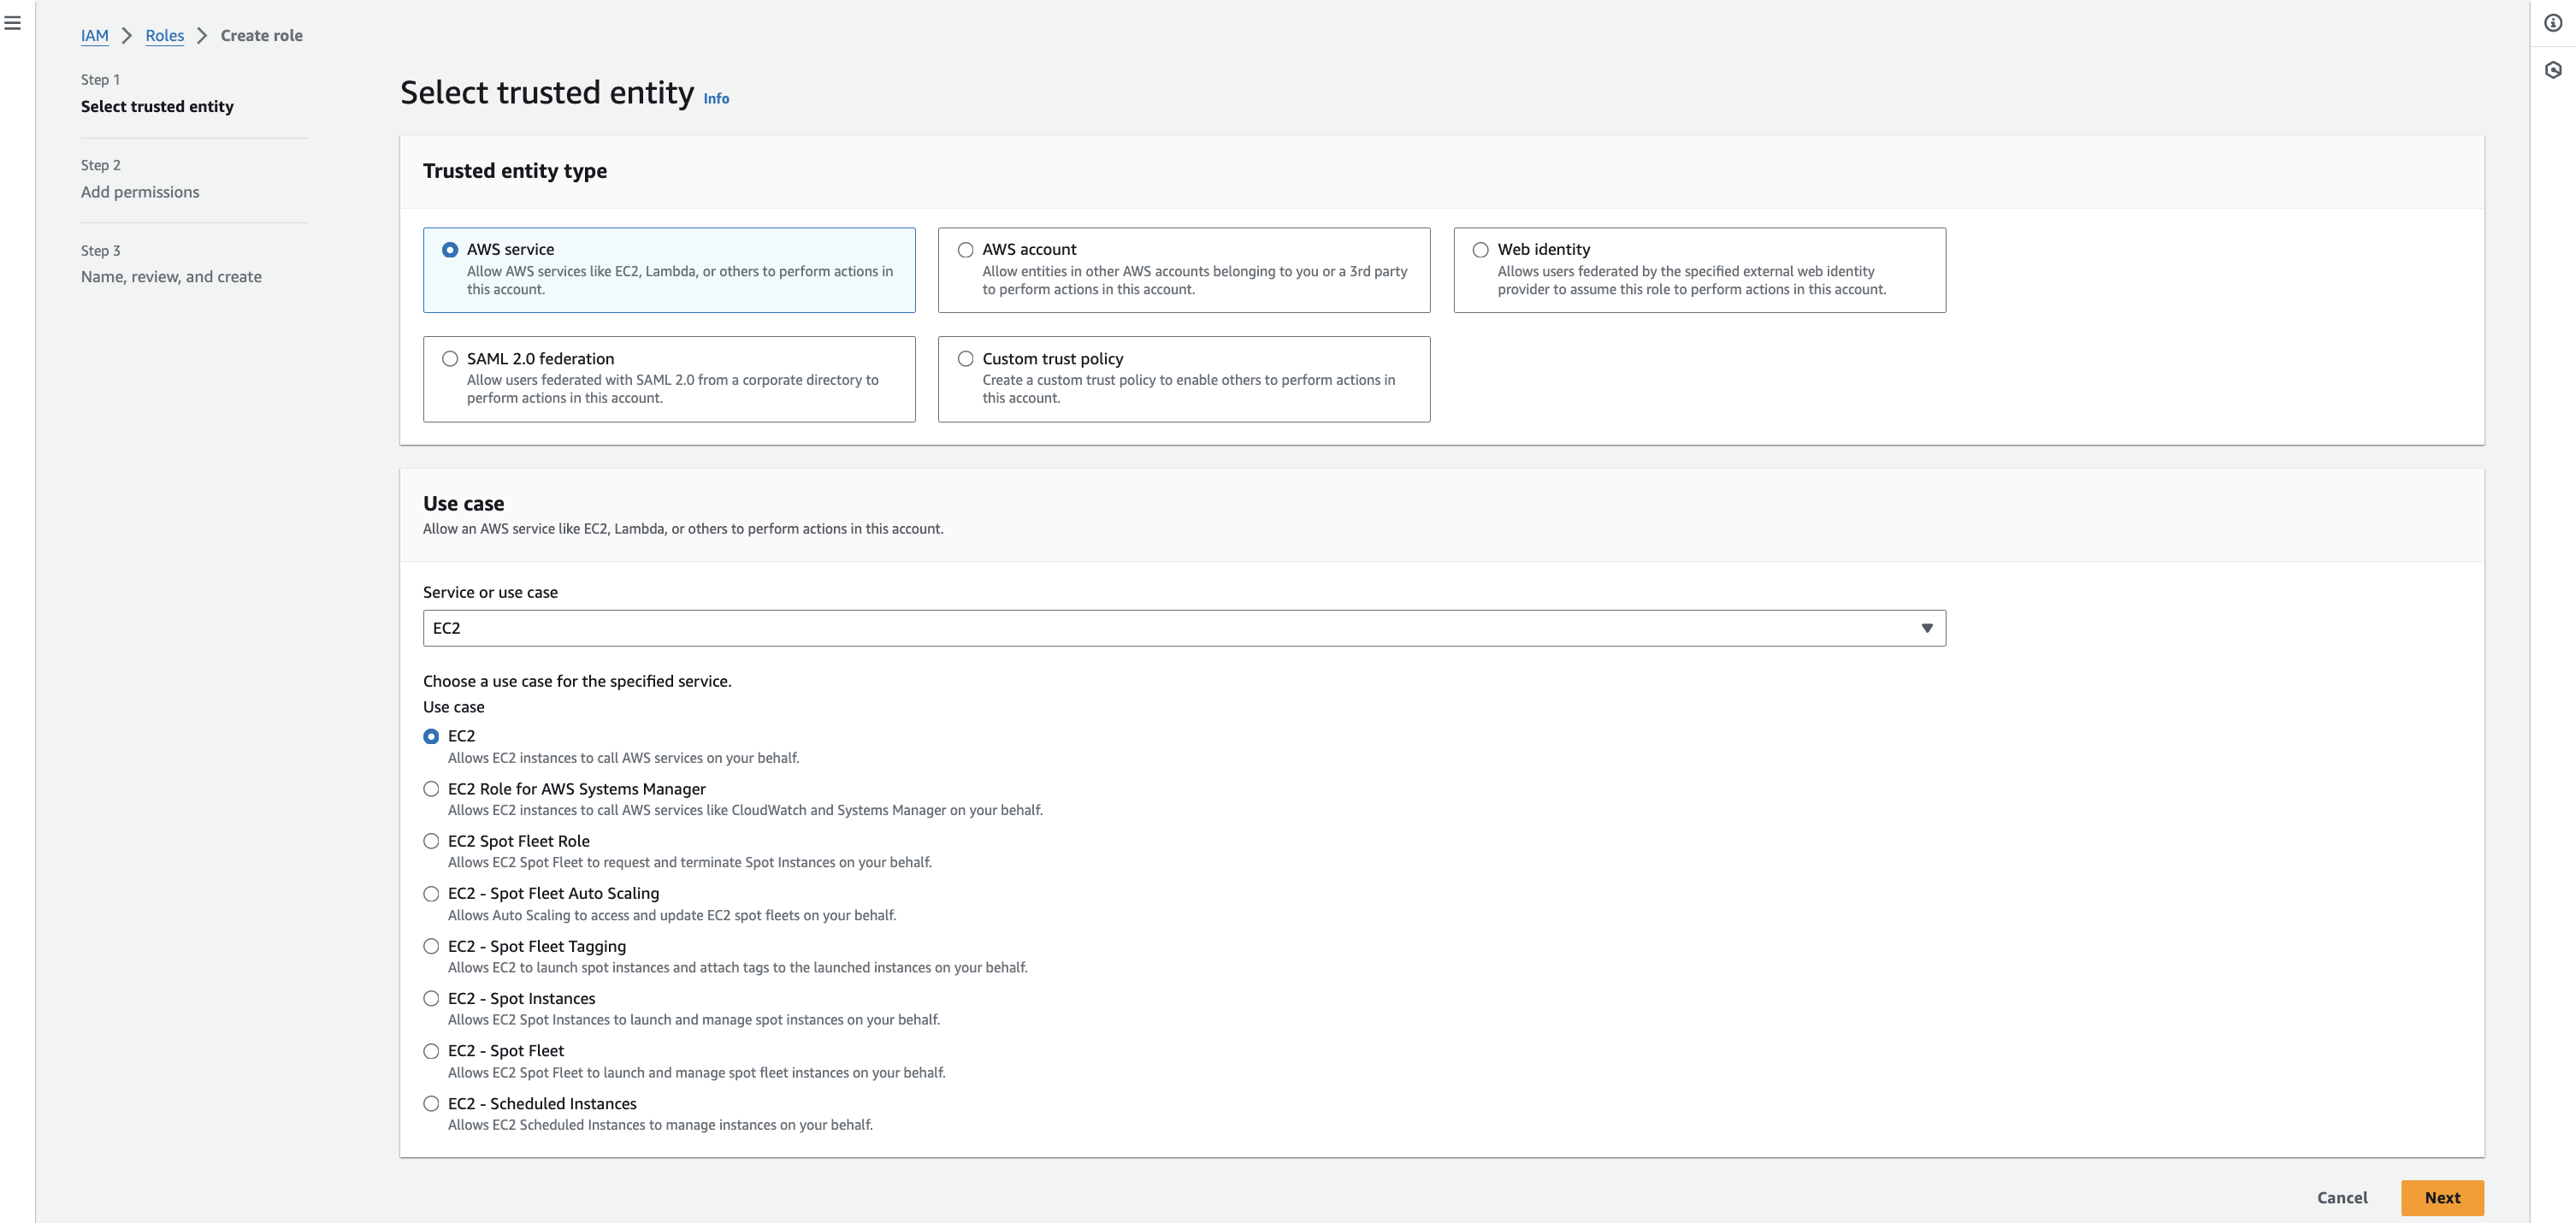 IAM > Roles > Create role
Step 1
Select trusted entity
Step 2
Add permissions
Step 3
Name, review, and create
Select trusted entity Info
Trusted entity type
AWS service
Allow AWS services like EC2, Lambda, or others to perform actions in
this account.
AWS account
Allow entities in other AWS accounts belonging to you or a 3rd party
to perform actions in this account.
Web identity
Allows users federated by the specified external web identity
provider to assume this role to perform actions in this account.
SAML 2.0 federation
Allow users federated with SAML 2.0 from a corporate directory to
perform actions in this account.
Custom trust policy
Create a custom trust policy to enable others to perform actions in
this account.
Use case
Allow an AWS service like EC2, Lambda, or others to perform actions in this account.
Service or use case
EC2
Choose a use case for the specified service.
Use case
EC2
Allows EC2 instances to call AWS services on your behalf.
EC2 Role for AWS Systems Manager
Allows EC2 instances to call AWS services like CloudWatch and Systems Manager on your behalf.
EC2 Spot Fleet Role
Allows EC2 Spot Fleet to request and terminate Spot Instances on your behalf.
EC2 - Spot Fleet Auto Scaling
Allows Auto Scaling to access and update EC2 spot fleets on your behalf.
EC2 - Spot Fleet Tagging
Allows EC2 to launch spot instances and attach tags to the launched instances on your behalf.
EC2 - Spot Instances
Allows EC2 Spot Instances to launch and manage spot instances on your behalf.
EC2 - Spot Fleet
Allows EC2 Spot Fleet to launch and manage spot fleet instances on your behalf.
EC2 - Scheduled Instances
Allows EC2 Scheduled Instances to manage instances on your behalf.
Cancel
Next